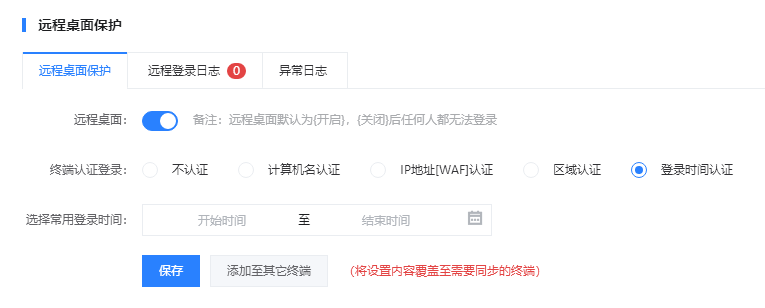 远程桌面保护
远程桌面保护 远程登录日志 0 异常日志
远程桌面： 备注：远程桌面默认为{开启}，{关闭}后任何人都无法登录
终端认证登录： 不认证 计算机名认证 IP地址[WAF]认证 区域认证 登录时间认证
选择常用登录时间： 开始时间 至 结束时间
保存 添加至其它终端 （将设置内容覆盖至需要同步的终端）